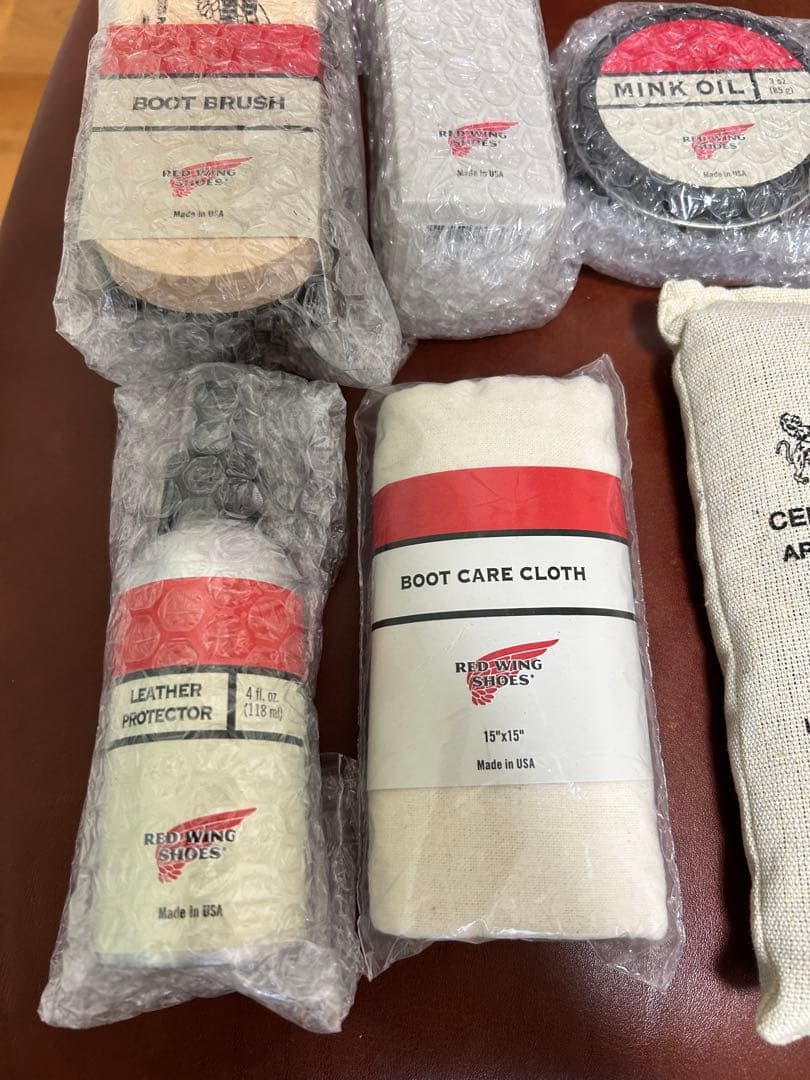 BOOT BRUSH
RED WING
SHOES®
Made in USA
RED WING
SHOES®
Made in USA
MINK OIL
3 oz.
(85 g)
RED WING
SHOES®
Made in USA
LEATHER
PROTECTOR
4 fl. oz.
(118 ml)
RED WING
SHOES®
Made in USA
BOOT CARE CLOTH
RED WING
SHOES®
15"x15"
Made in USA
CE